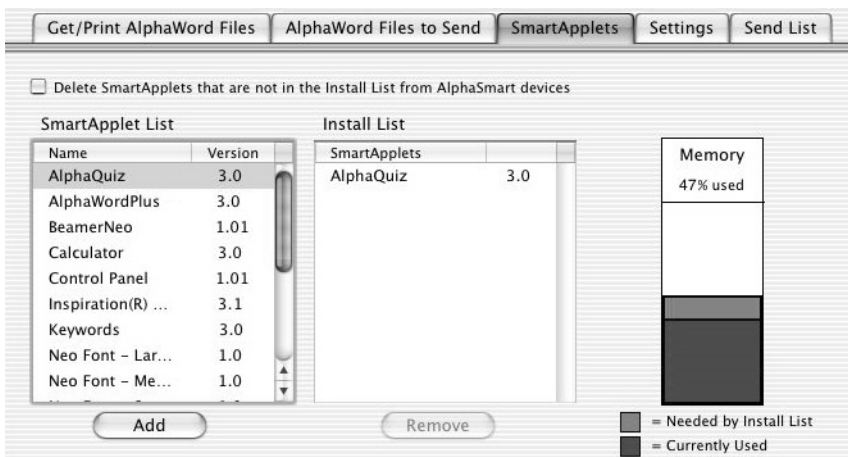 Get/Print AlphaWord Files AlphaWord Files to Send SmartApplets Settings Send List
Delete SmartApplets that are not in the Install List from AlphaSmart devices
SmartApplet List
Name Version
AlphaQuiz 3.0
AlphaWordPlus 3.0
BeamerNeo 1.01
Calculator 3.0
Control Panel 1.01
Inspiration(R) ... 3.1
Keywords 3.0
Neo Font - Lar... 1.0
Neo Font - Me... 1.0
Add
Install List
SmartApplets
AlphaQuiz 3.0
Remove
Memory
47% used
= Needed by Install List
= Currently Used